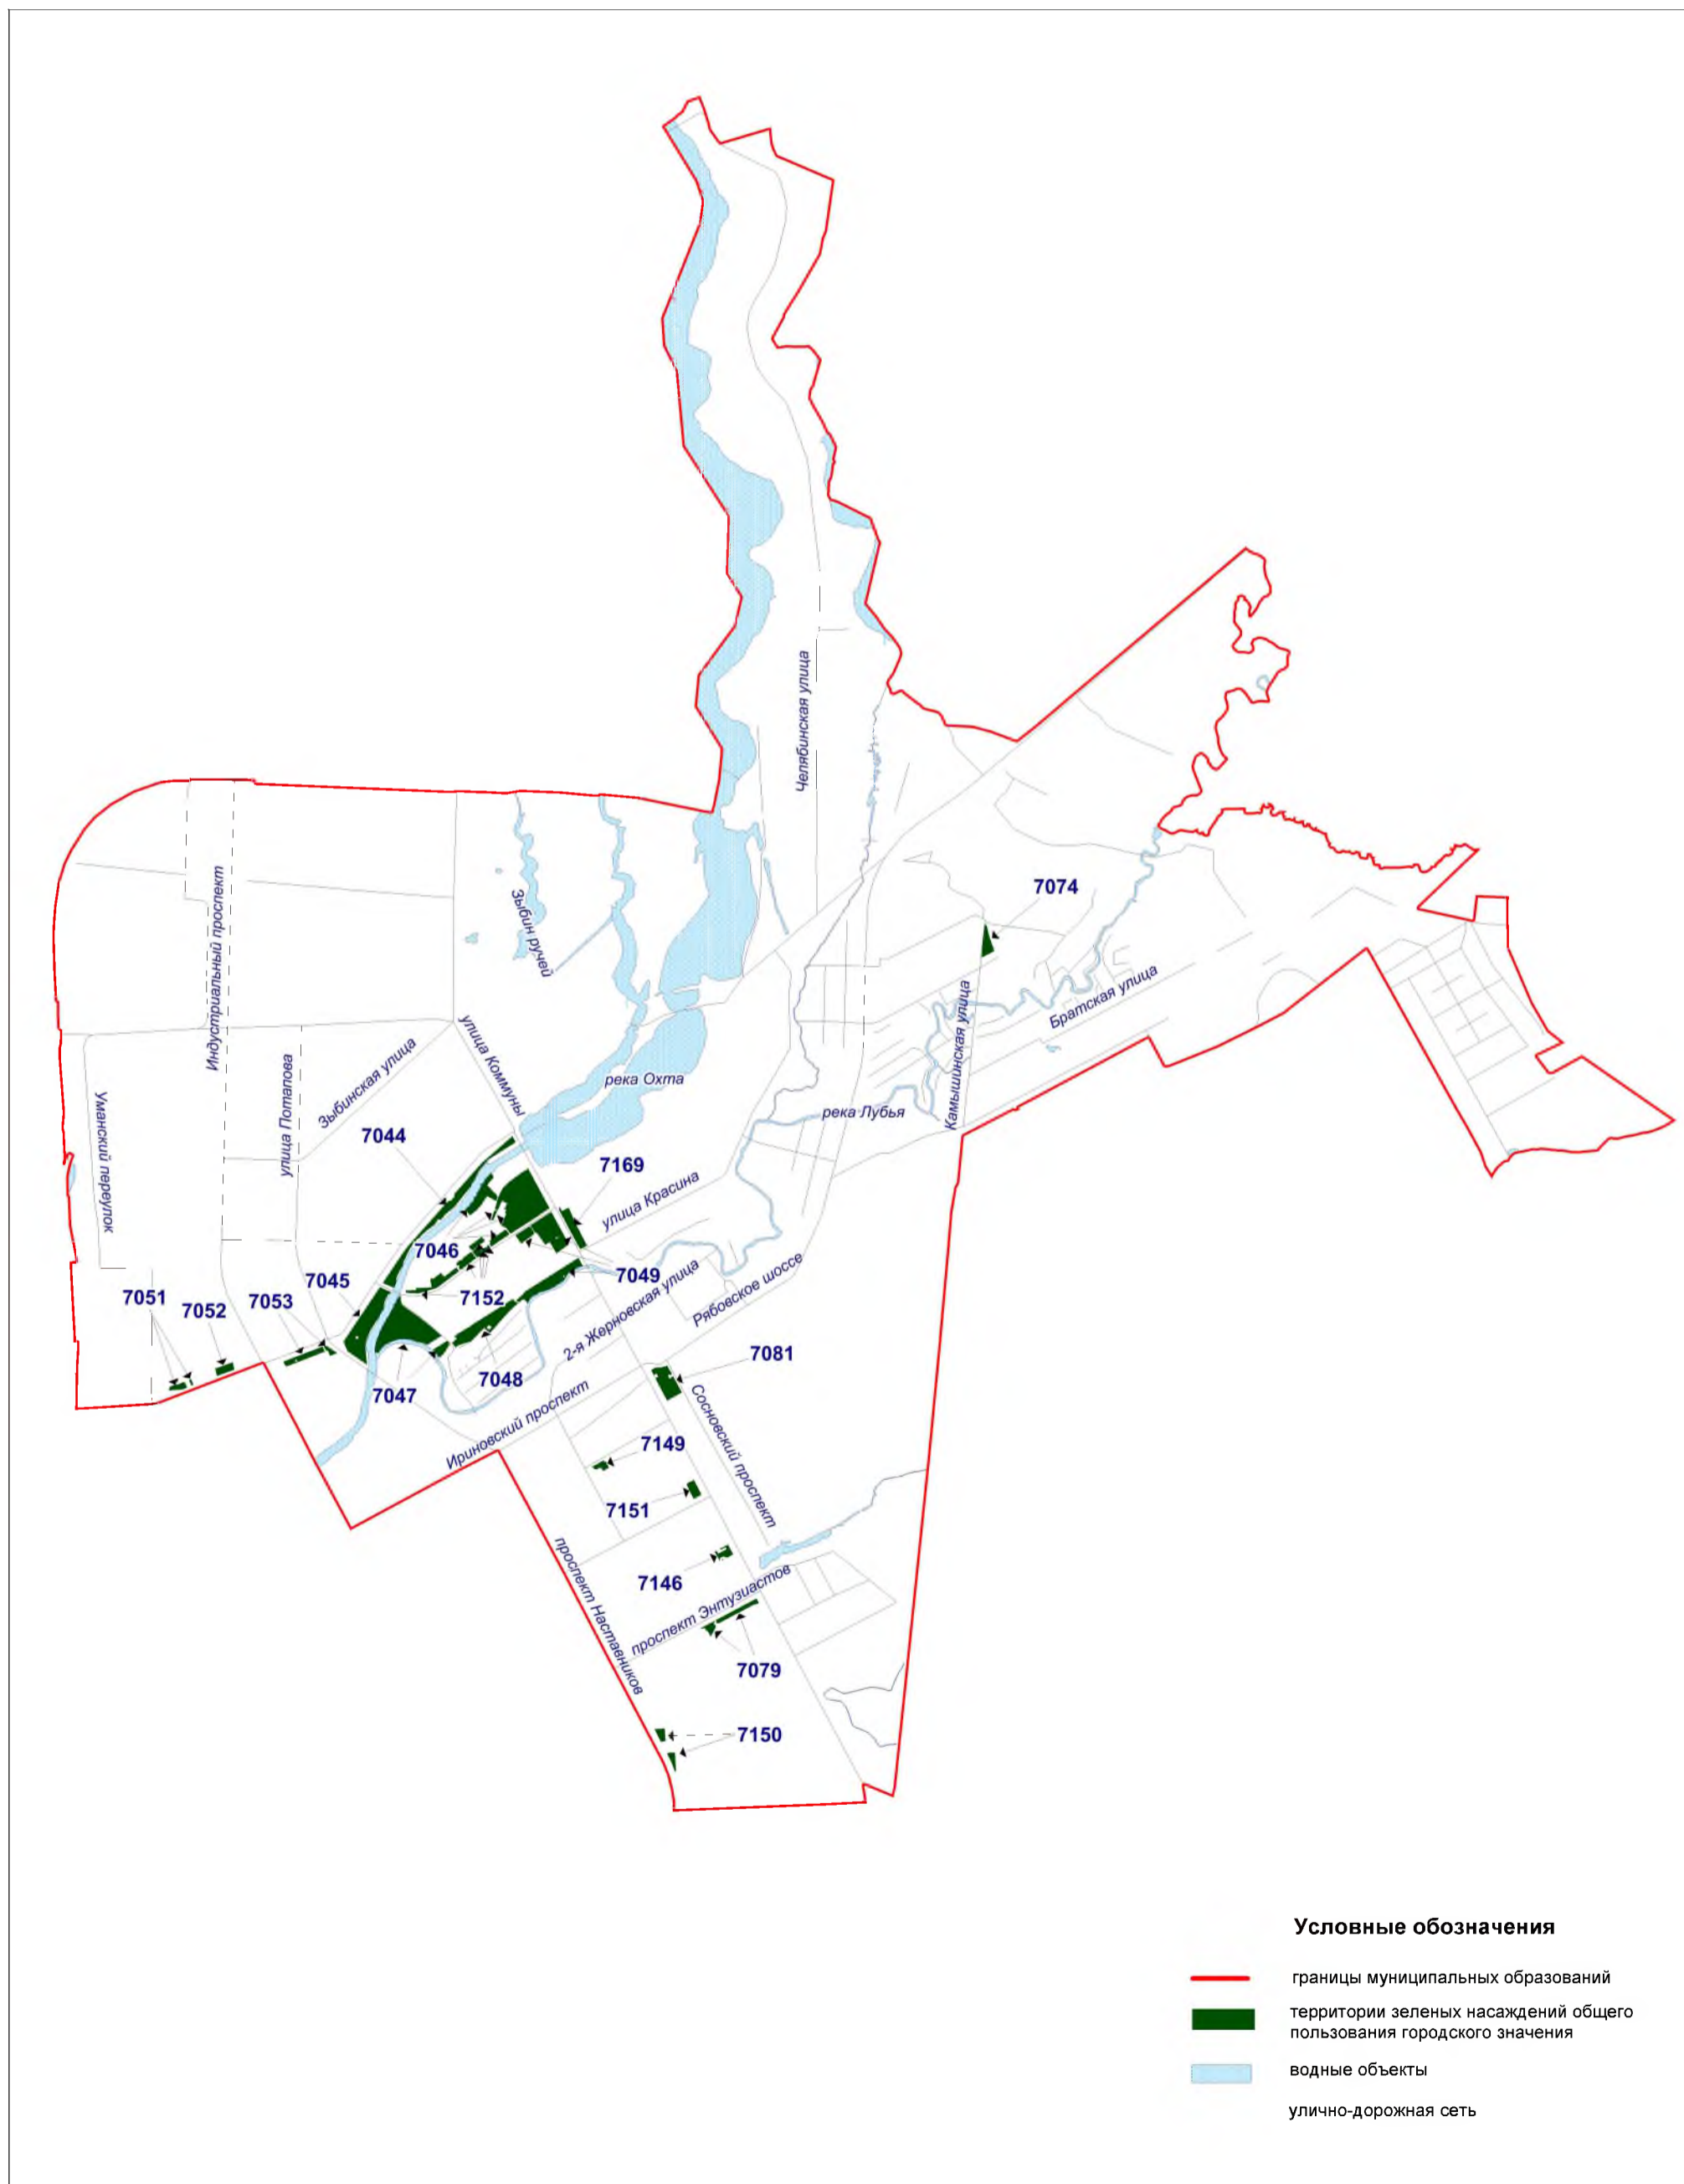 Челябинская улица
7074
Индустриальный проспект
Зыбин ручей
Братская улица
Камышинская улица
улица Коммуны
Зыбинская улица
улица Потапова
Уманский переулок
река Охта
река Лубья
7044
7169
улица Красина
7046
7045
7049
7051
7052
7053
7152
2-я Жерновская улица
Рябовское шоссе
7081
7048
7047
Ириновский проспект
Сосновский проспект
7149
7151
7146
проспект Наставников
проспект Энтузиастов
7079
7150
Условные обозначения
границы муниципальных образований
территории зеленых насаждений общего
пользования городского значения
водные объекты
улично-дорожная сеть